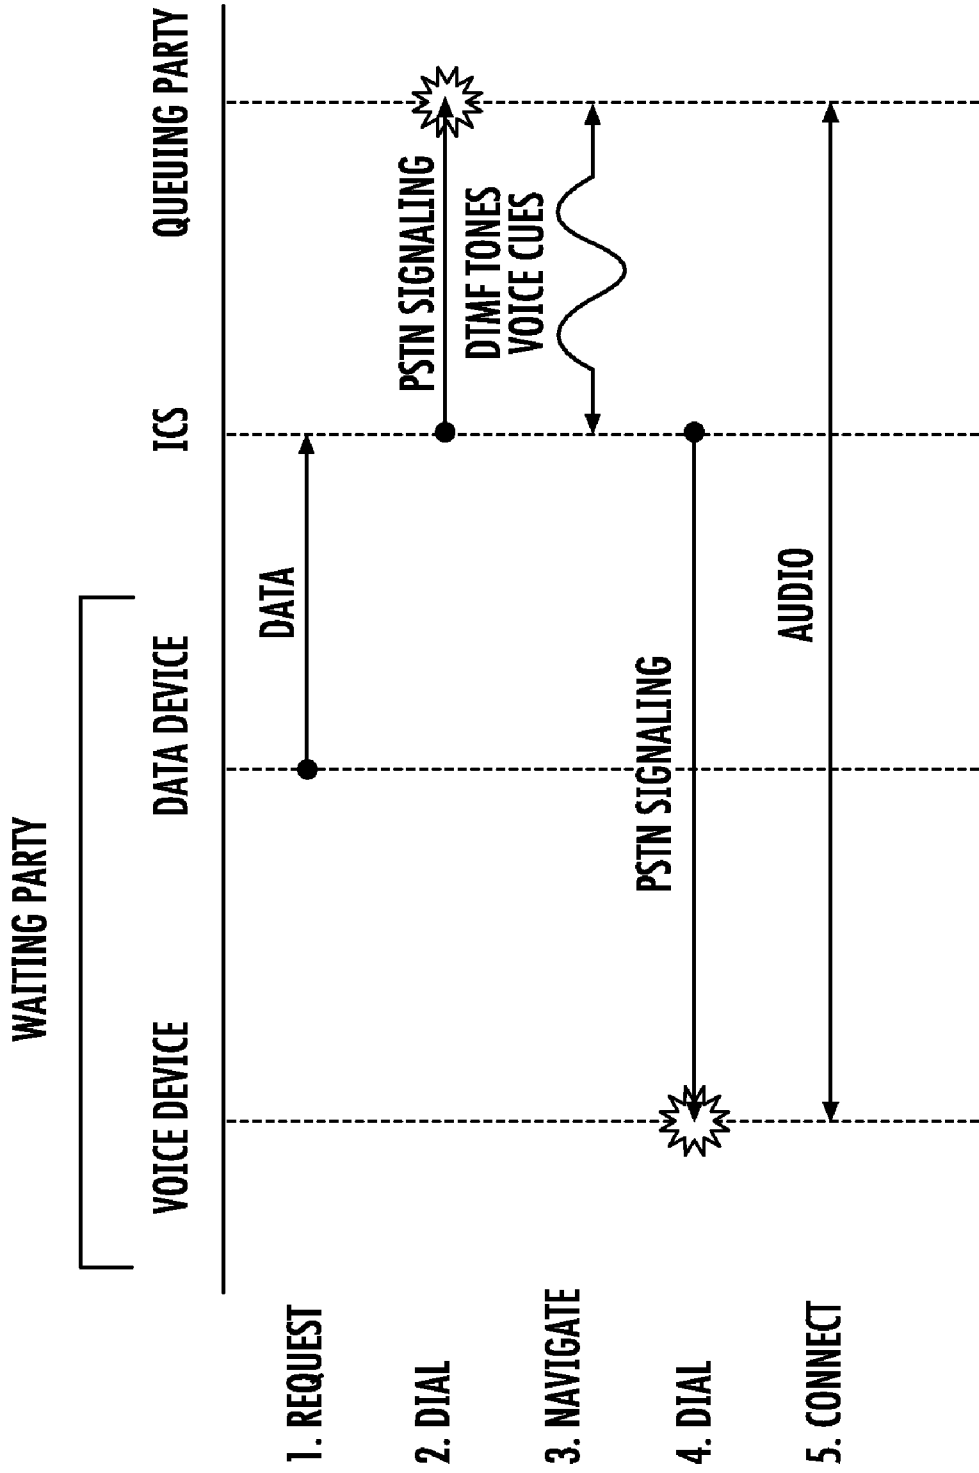 WAITING PARTY
VOICE DEVICE
DATA DEVICE
ICS
QUEUING PARTY
1. REQUEST
DATA
2. DIAL
PSTN SIGNALING
3. NAVIGATE
DTMF TONES
VOICE CUES
4. DIAL
PSTN SIGNALING
5. CONNECT
AUDIO